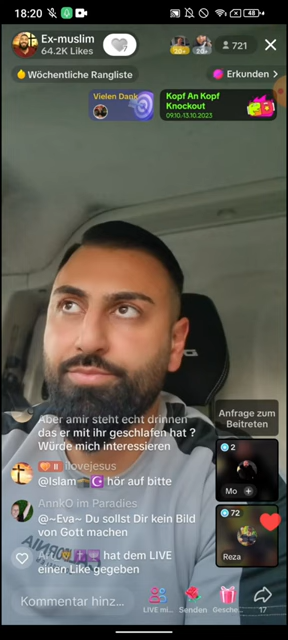 18:20
48
Ex-muslim
64.2K Likes
20+
20+
721
Wöchentliche Rangliste
Erkunden >
Vielen Dank
Kopf An Kopf
Knockout
09.10-13.10.2023
Aber amir steht echt drinnen
das er mit ihr geschlafen hat ?
Würde mich interessieren
Anfrage zum
Beitreten
ilovejesus
@Islam🕋☪️ hör auf bitte
2
Mo +
AnnkO im Paradies
@~Eva~ Du sollst Dir kein Bild
von Gott machen
72
Reza
hat dem LIVE
einen Like gegeben
Kommentar hinz...
LIVE mi...
Senden
Gesche...
17